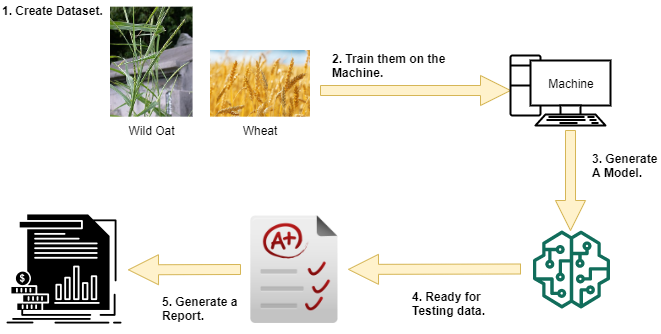 1. Create Dataset.
Wild Oat
Wheat
2. Train them on the
Machine.
Machine
3. Generate
A Model.
4. Ready for
Testing data.
A+
5. Generate a
Report.
$